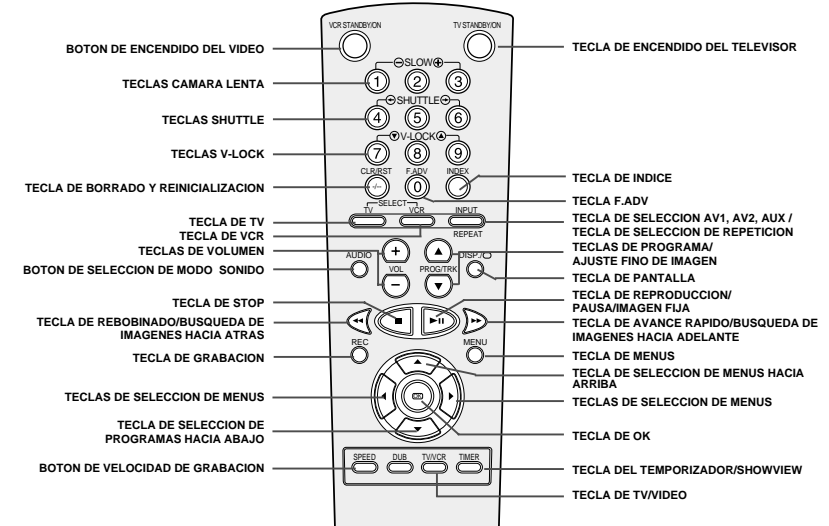 VCR STANDBY/ON
TV STANDBY/ON
BOTON DE ENCENDIDO DEL VIDEO
TECLA DE ENCENDIDO DEL TELEVISOR
SLOW
TECLAS CAMARA LENTA
1 2 3
SHUTTLE
TECLAS SHUTTLE
4 5 6
V-LOCK
TECLAS V-LOCK
7 8 9
CLR/RST F.ADV INDEX
TECLA DE INDICE
TECLA DE BORRADO Y REINICIALIZACION
-/-- 0
TECLA F.ADV
SELECT
TV VCR INPUT
TECLA DE TV
TECLA DE SELECCION AV1, AV2, AUX /
TECLA DE SELECCION DE REPETICION
TECLA DE VCR
REPEAT
TECLAS DE VOLUMEN
TECLAS DE PROGRAMA/
AJUSTE FINO DE IMAGEN
AUDIO
+
DISP./
BOTON DE SELECCION DE MODO SONIDO
VOL PROG/TRK
−
TECLA DE PANTALLA
TECLA DE STOP
TECLA DE REPRODUCCION/
PAUSA/IMAGEN FIJA
TECLA DE REBOBINADO/BUSQUEDA DE
IMAGENES HACIA ATRAS
TECLA DE AVANCE RAPIDO/BUSQUEDA DE
IMAGENES HACIA ADELANTE
REC
MENU
TECLA DE GRABACION
TECLA DE MENUS
TECLA DE SELECCION DE MENUS HACIA
ARRIBA
TECLAS DE SELECCION DE MENUS
OK
TECLAS DE SELECCION DE MENUS
TECLA DE SELECCION DE
PROGRAMAS HACIA ABAJO
TECLA DE OK
SPEED DUB TV/VCR TIMER
BOTON DE VELOCIDAD DE GRABACION
TECLA DEL TEMPORIZADOR/SHOWVIEW
TECLA DE TV/VIDEO